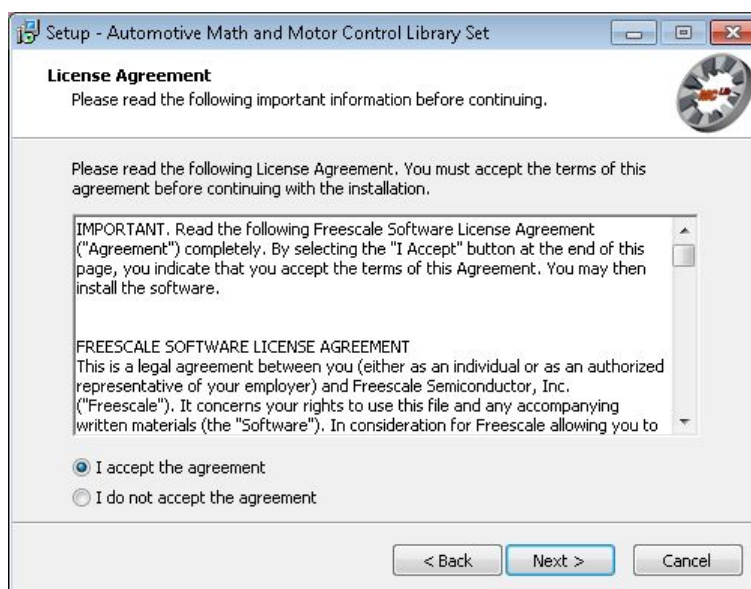 Setup - Automotive Math and Motor Control Library Set
License Agreement
Please read the following important information before continuing.
MC Lib
Please read the following License Agreement. You must accept the terms of this
agreement before continuing with the installation.
IMPORTANT. Read the following Freescale Software License Agreement
("Agreement") completely. By selecting the "I Accept" button at the end of this
page, you indicate that you accept the terms of this Agreement. You may then
install the software.
FREESCALE SOFTWARE LICENSE AGREEMENT
This is a legal agreement between you (either as an individual or as an authorized
representative of your employer) and Freescale Semiconductor, Inc.
("Freescale"). It concerns your rights to use this file and any accompanying
written materials (the "Software"). In consideration for Freescale allowing you to
I accept the agreement
I do not accept the agreement
< Back
Next >
Cancel